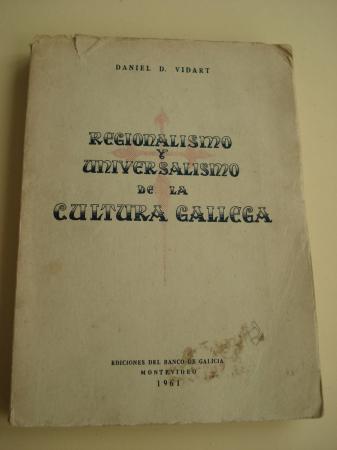 DANIEL D. VIDART
REGIONALISMO
Y
UNIVERSALISMO
DE LA
CULTURA GALLEGA
EDICIONES DEL BANCO DE GALICIA
MONTEVIDEO
1961